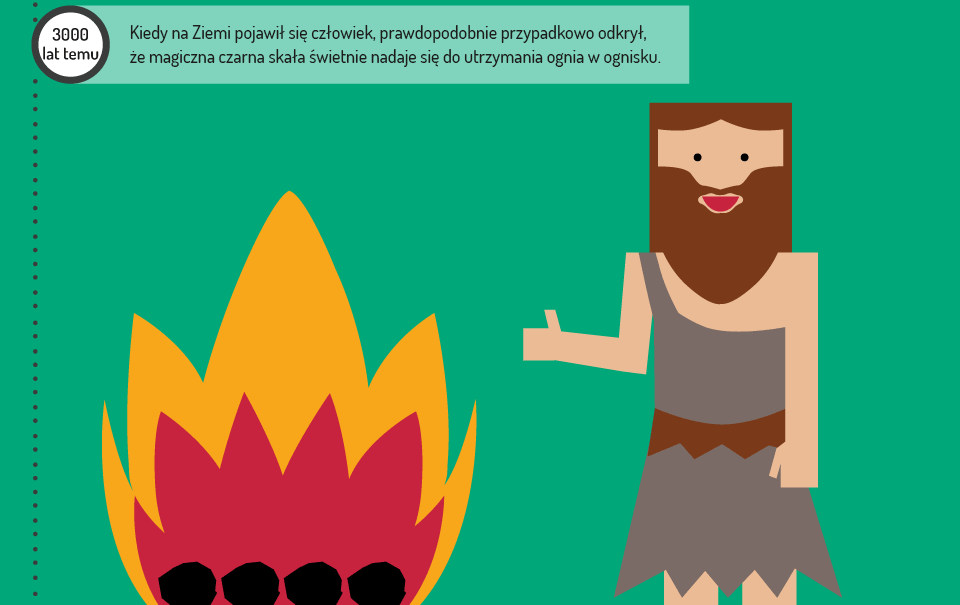 3000
lat temu
Kiedy na Ziemi pojawił się człowiek, prawdopodobnie przypadkowo odkrył,
że magiczna czarna skała świetnie nadaje się do utrzymania ognia w ognisku.